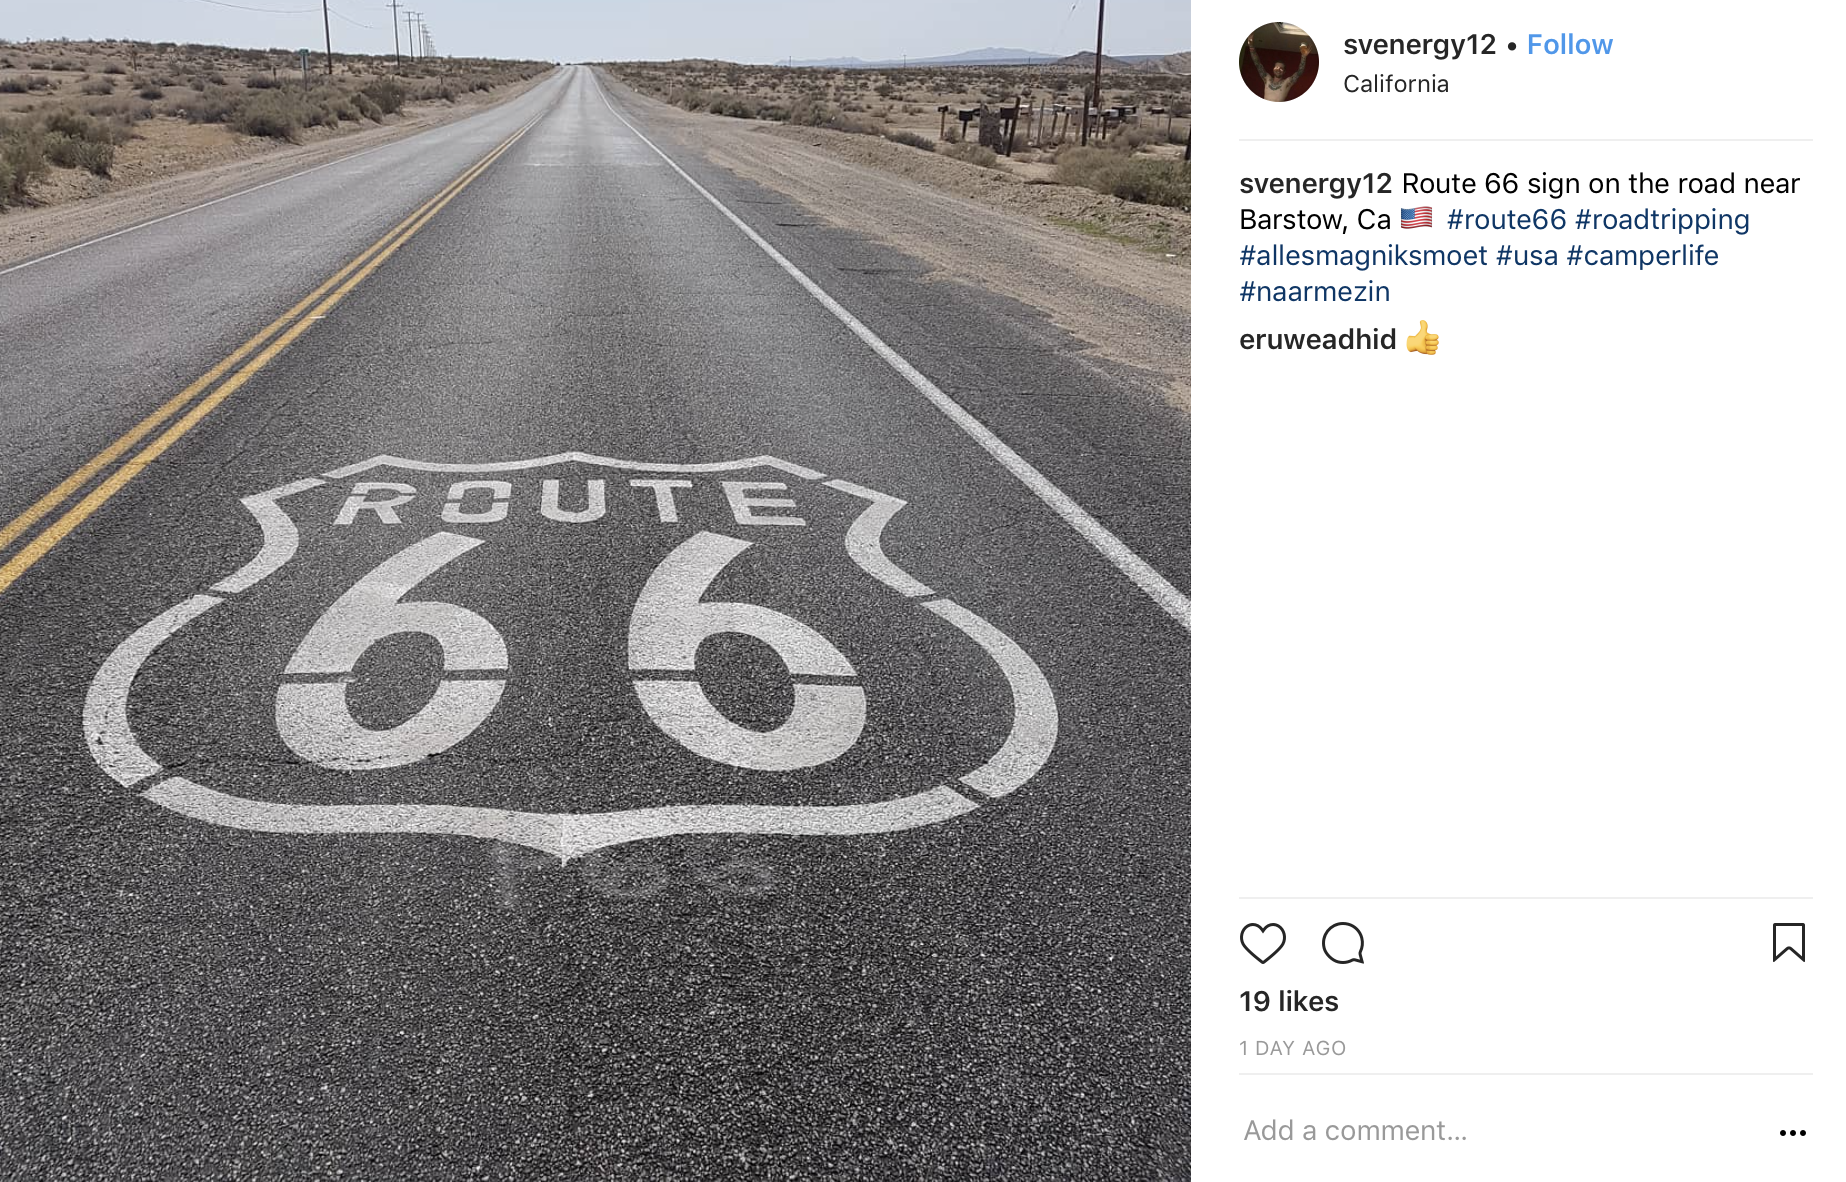 ROUTE
66
svenergy12 • Follow
California
svenergy12 Route 66 sign on the road near
Barstow, Ca 🇺🇸 #route66 #roadtripping
#allesmagniksmoet #usa #camperlife
#naarmezin
eruweadhid 👍
19 likes
1 DAY AGO
Add a comment...